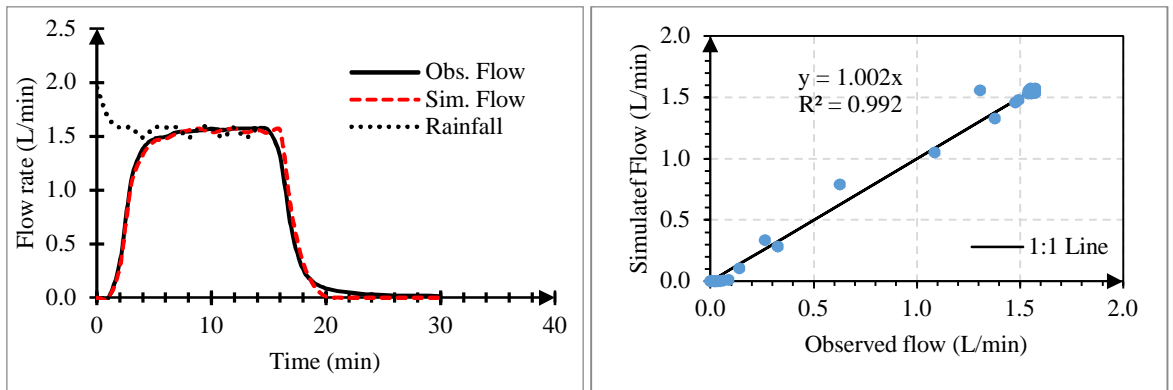 2.5
2.0
1.5
1.0
0.5
0.0
0
10
20
30
40
Flow rate (L/min)
Time (min)
Obs. Flow
Sim. Flow
Rainfall
2.0
1.5
1.0
0.5
0.0
0.0
0.5
1.0
1.5
2.0
Simulatef Flow (L/min)
Observed flow (L/min)
y = 1.002x
R² = 0.992
1:1 Line